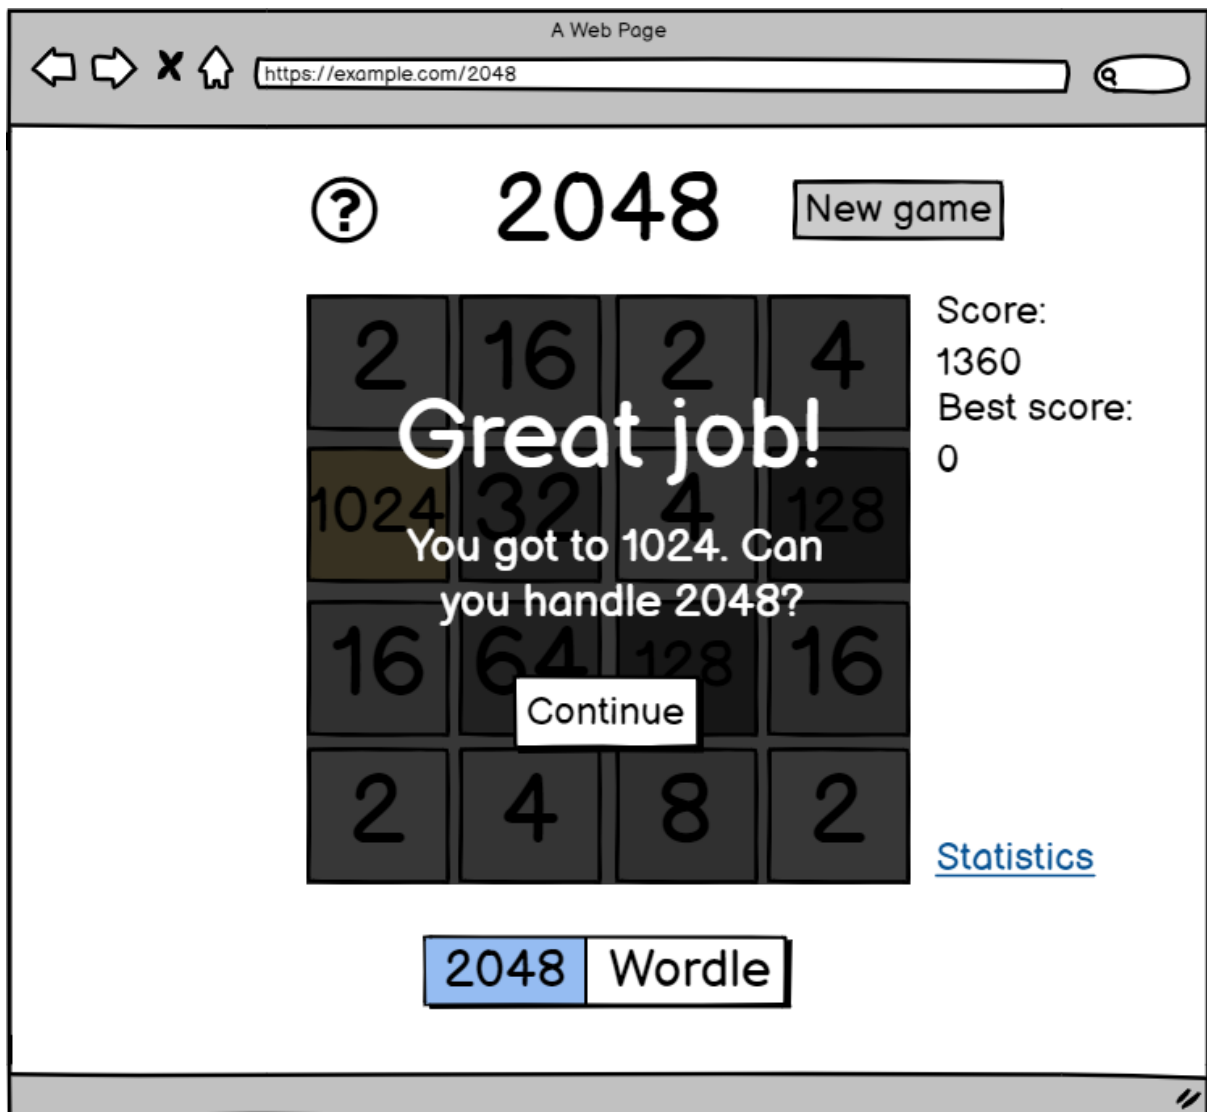 A Web Page
https://example.com/2048
?
2048
New game
2 16 2 4
Score:
1360
Best score:
0
Great job!
1024 32 4 128
You got to 1024. Can
you handle 2048?
16 64 128 16
Continue
2 4 8 2
Statistics
2048 Wordle